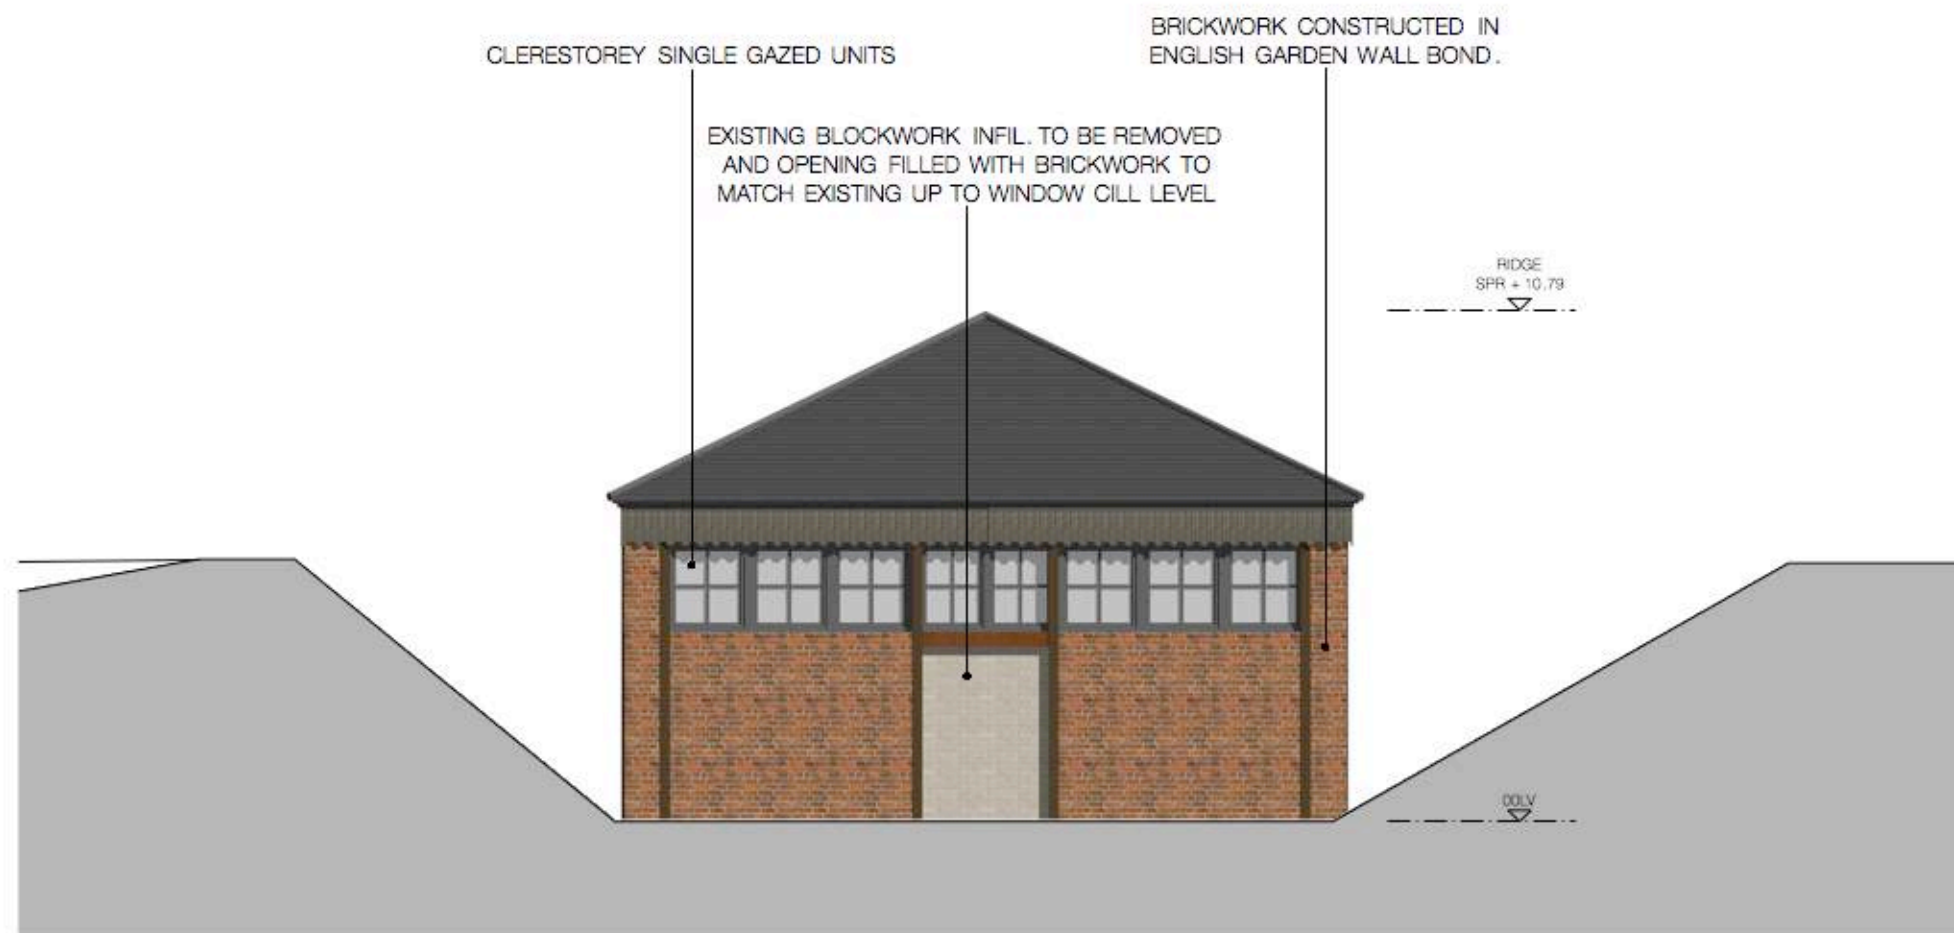 CLERESTOREY SINGLE GAZED UNITS
BRICKWORK CONSTRUCTED IN
ENGLISH GARDEN WALL BOND.
EXISTING BLOCKWORK INFIL. TO BE REMOVED
AND OPENING FILLED WITH BRICKWORK TO
MATCH EXISTING UP TO WINDOW CILL LEVEL
RIDGE
SPR + 10.79
00LV